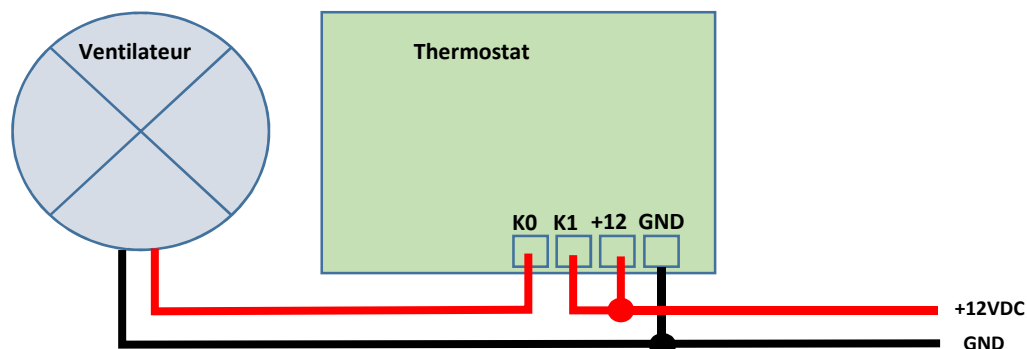 Ventilateur
Thermostat
K0 K1 +12 GND
+12VDC
GND